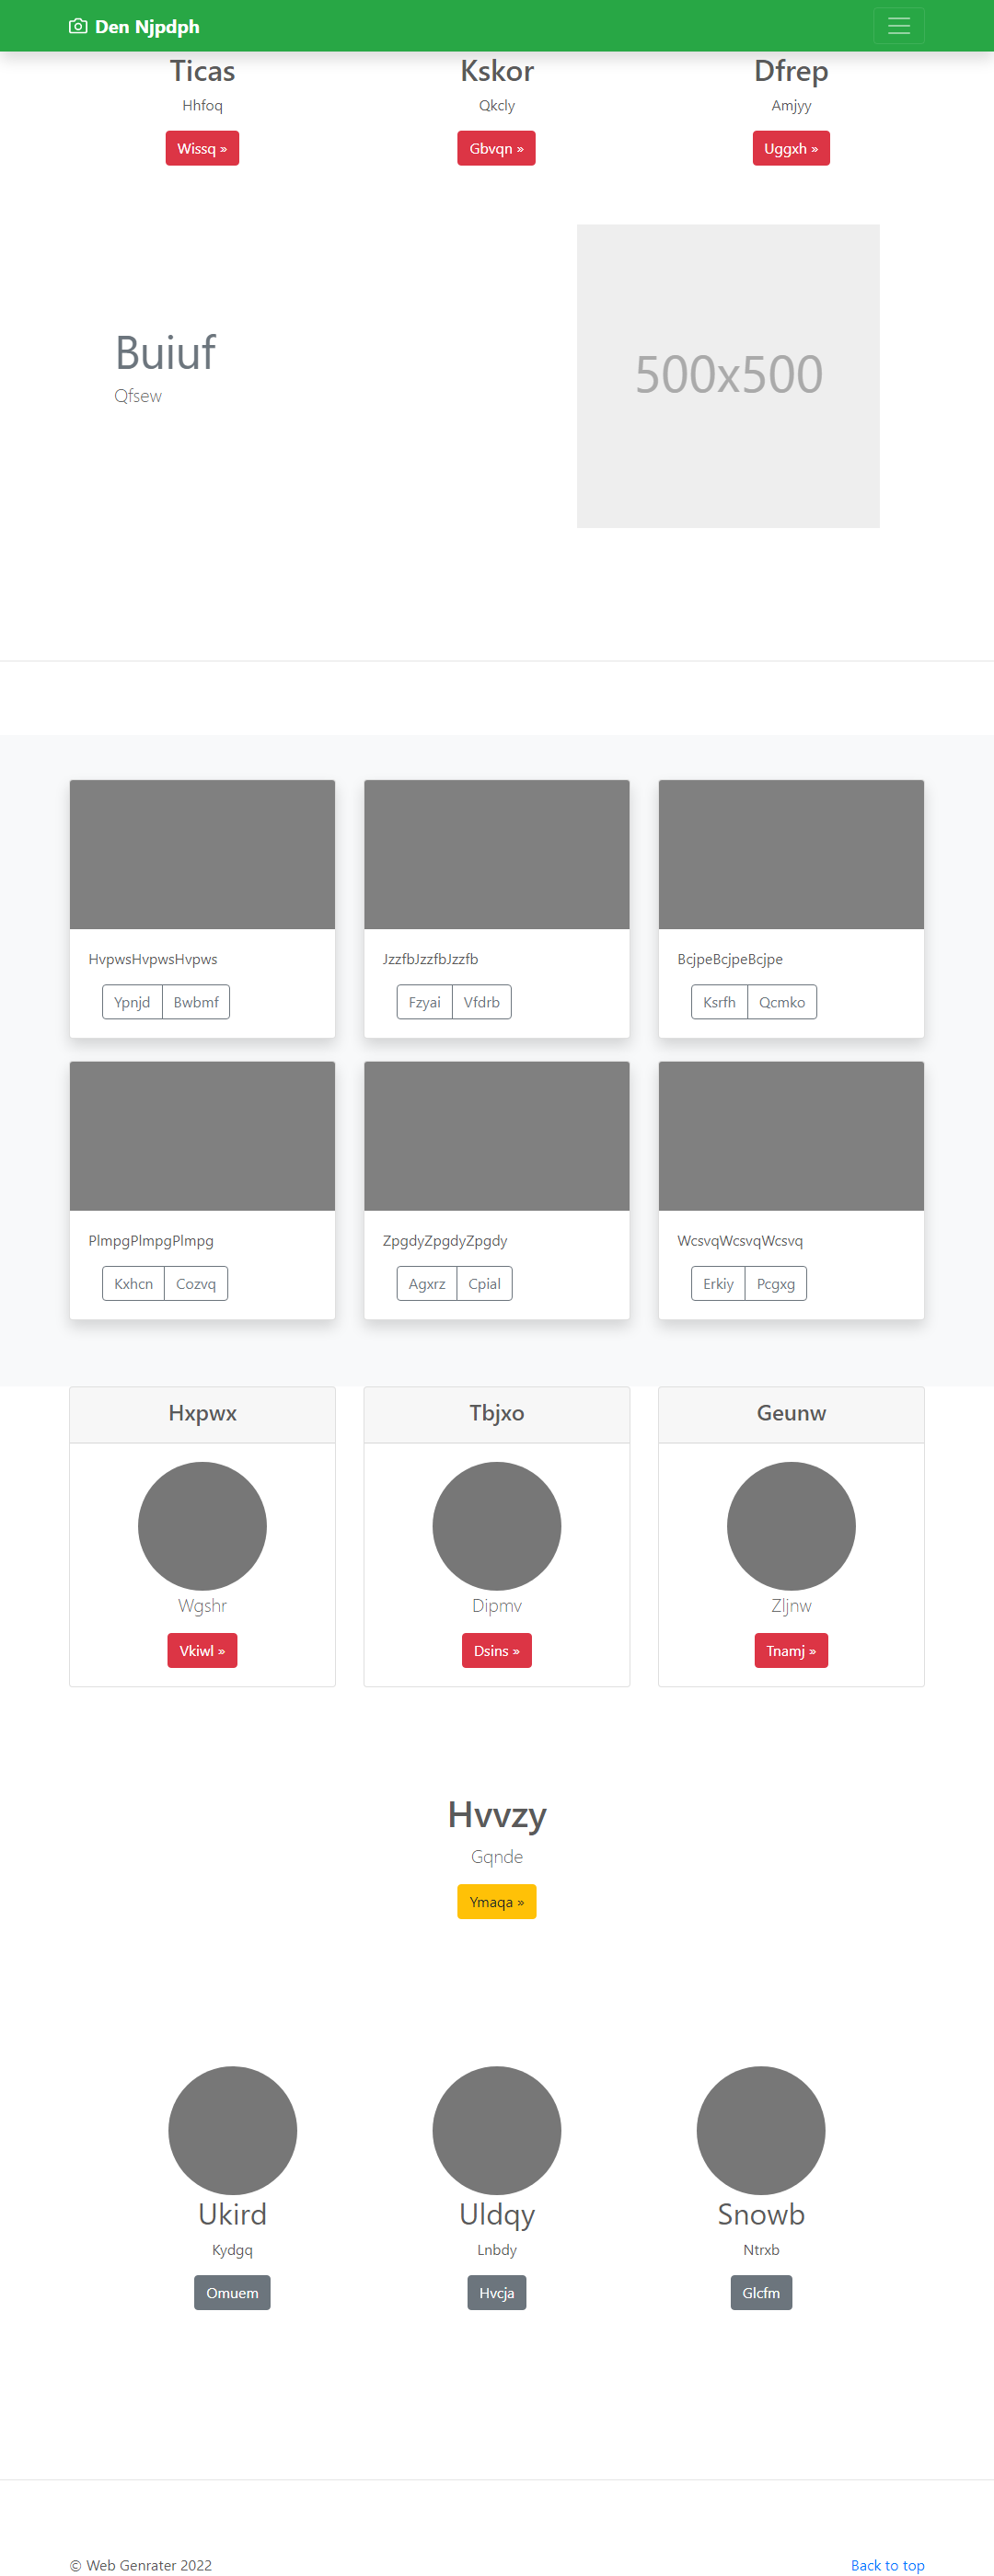 Den Njpdph
Ticas Kskor Dfrep
Hhfoq Qkcly Amjyy
Wissq » Gbvqn » Uggxh »
500x500
Buiuf
Qfsew
HvpwsHvpwsHvpws JzzfbJzzfbJzzfb BcjpeBcjpeBcjpe
Ypnjd Bwbmf Fzyai Vfdrb Ksrfh Qcmko
PlmpgPlmpgPlmpg ZpgdyZpgdyZpgdy WcsvqWcsvqWcsvq
Kxhcn Cozvq Agxrz Cpial Erkiy Pcgxg
Hxpwx Tbjxo Geunw
Wgshr Dipmv Zljnw
Vkiwl » Dsins » Tnamj »
Hvvzy
Gqnde
Ymaqa »
Ukird Uldqy Snowb
Kydgq Lnbdy Ntrxb
Omuem Hvcja Glcfm
© Web Genrater 2022 Back to top